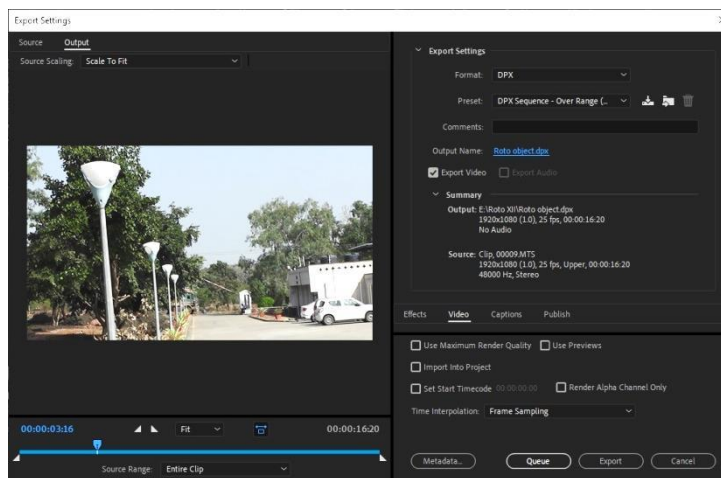 Export Settings
Source Output
Source Scaling: Scale To Fit
00:00:03:16 Fit 00:00:16:20
Source Range: Entire Clip
Export Settings
Format: DPX
Preset: DPX Sequence - Over Range (...
Comments:
Output Name: Roto object.dpx
Export Video Export Audio
Summary
Output: E:\Roto XII\Roto object.dpx
1920x1080 (1.0), 25 fps, 00:00:16:20
No Audio
Source: Clip, 00009.MTS
1920x1080 (1.0), 25 fps, Upper, 00:00:16:20
48000 Hz, Stereo
Effects Video Captions Publish
Use Maximum Render Quality Use Previews
Import Into Project
Set Start Timecode 00:00:00:00 Render Alpha Channel Only
Time Interpolation: Frame Sampling
Metadata... Queue Export Cancel